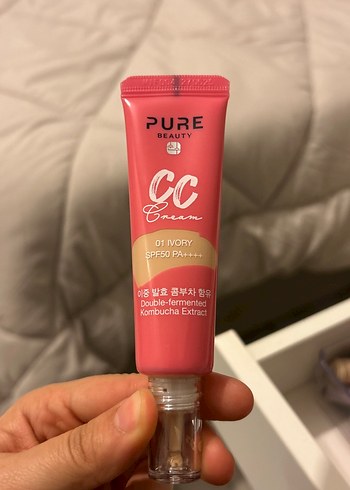 PURE
BEAUTY
CC
Cream
01 IVORY
SPF50 PA++++
이중 발효 콤부차 함유
Double-fermented
Kombucha Extract